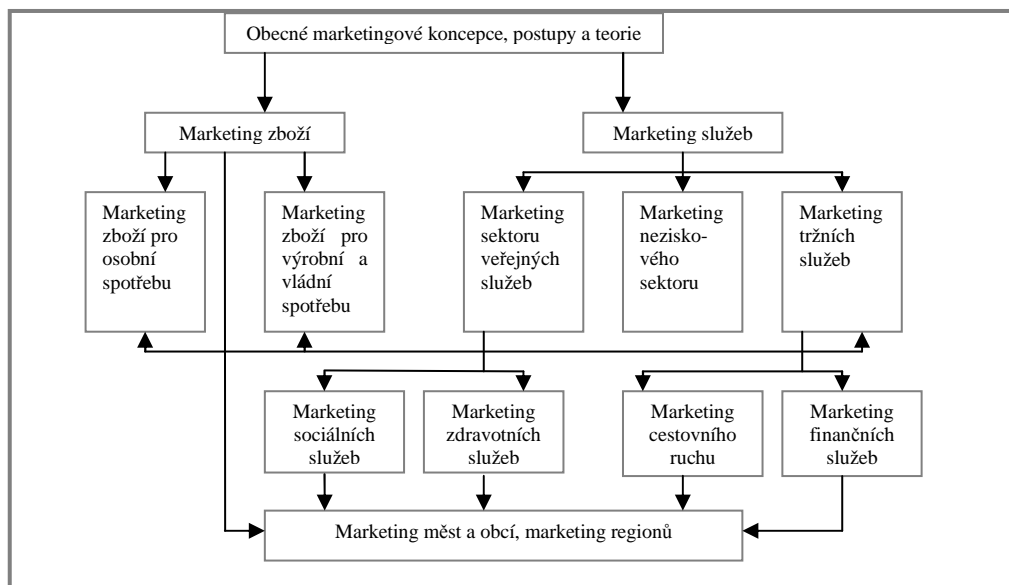 Obecné marketingové koncepce, postupy a teorie
Marketing zboží
Marketing služeb
Marketing
zboží pro
osobní
spotřebu
Marketing
zboží pro
výrobní a
vládní
spotřebu
Marketing
sektoru
veřejných
služeb
Marketing
nezisko-
vého
sektoru
Marketing
tržních
služeb
Marketing
sociálních
služeb
Marketing
zdravotních
služeb
Marketing
cestovního
ruchu
Marketing
finančních
služeb
Marketing měst a obcí, marketing regionů